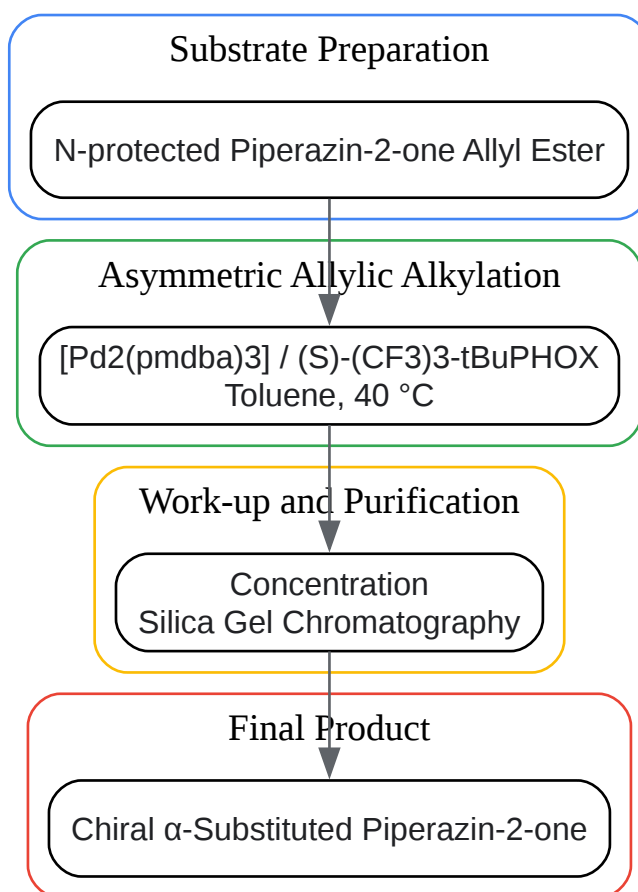 Substrate Preparation
N-protected Piperazin-2-one Allyl Ester
Asymmetric Allylic Alkylation
[Pd2(pmdba)3] / (S)-(CF3)3-tBuPHOX
Toluene, 40 °C
Work-up and Purification
Concentration
Silica Gel Chromatography
Final Product
Chiral α-Substituted Piperazin-2-one